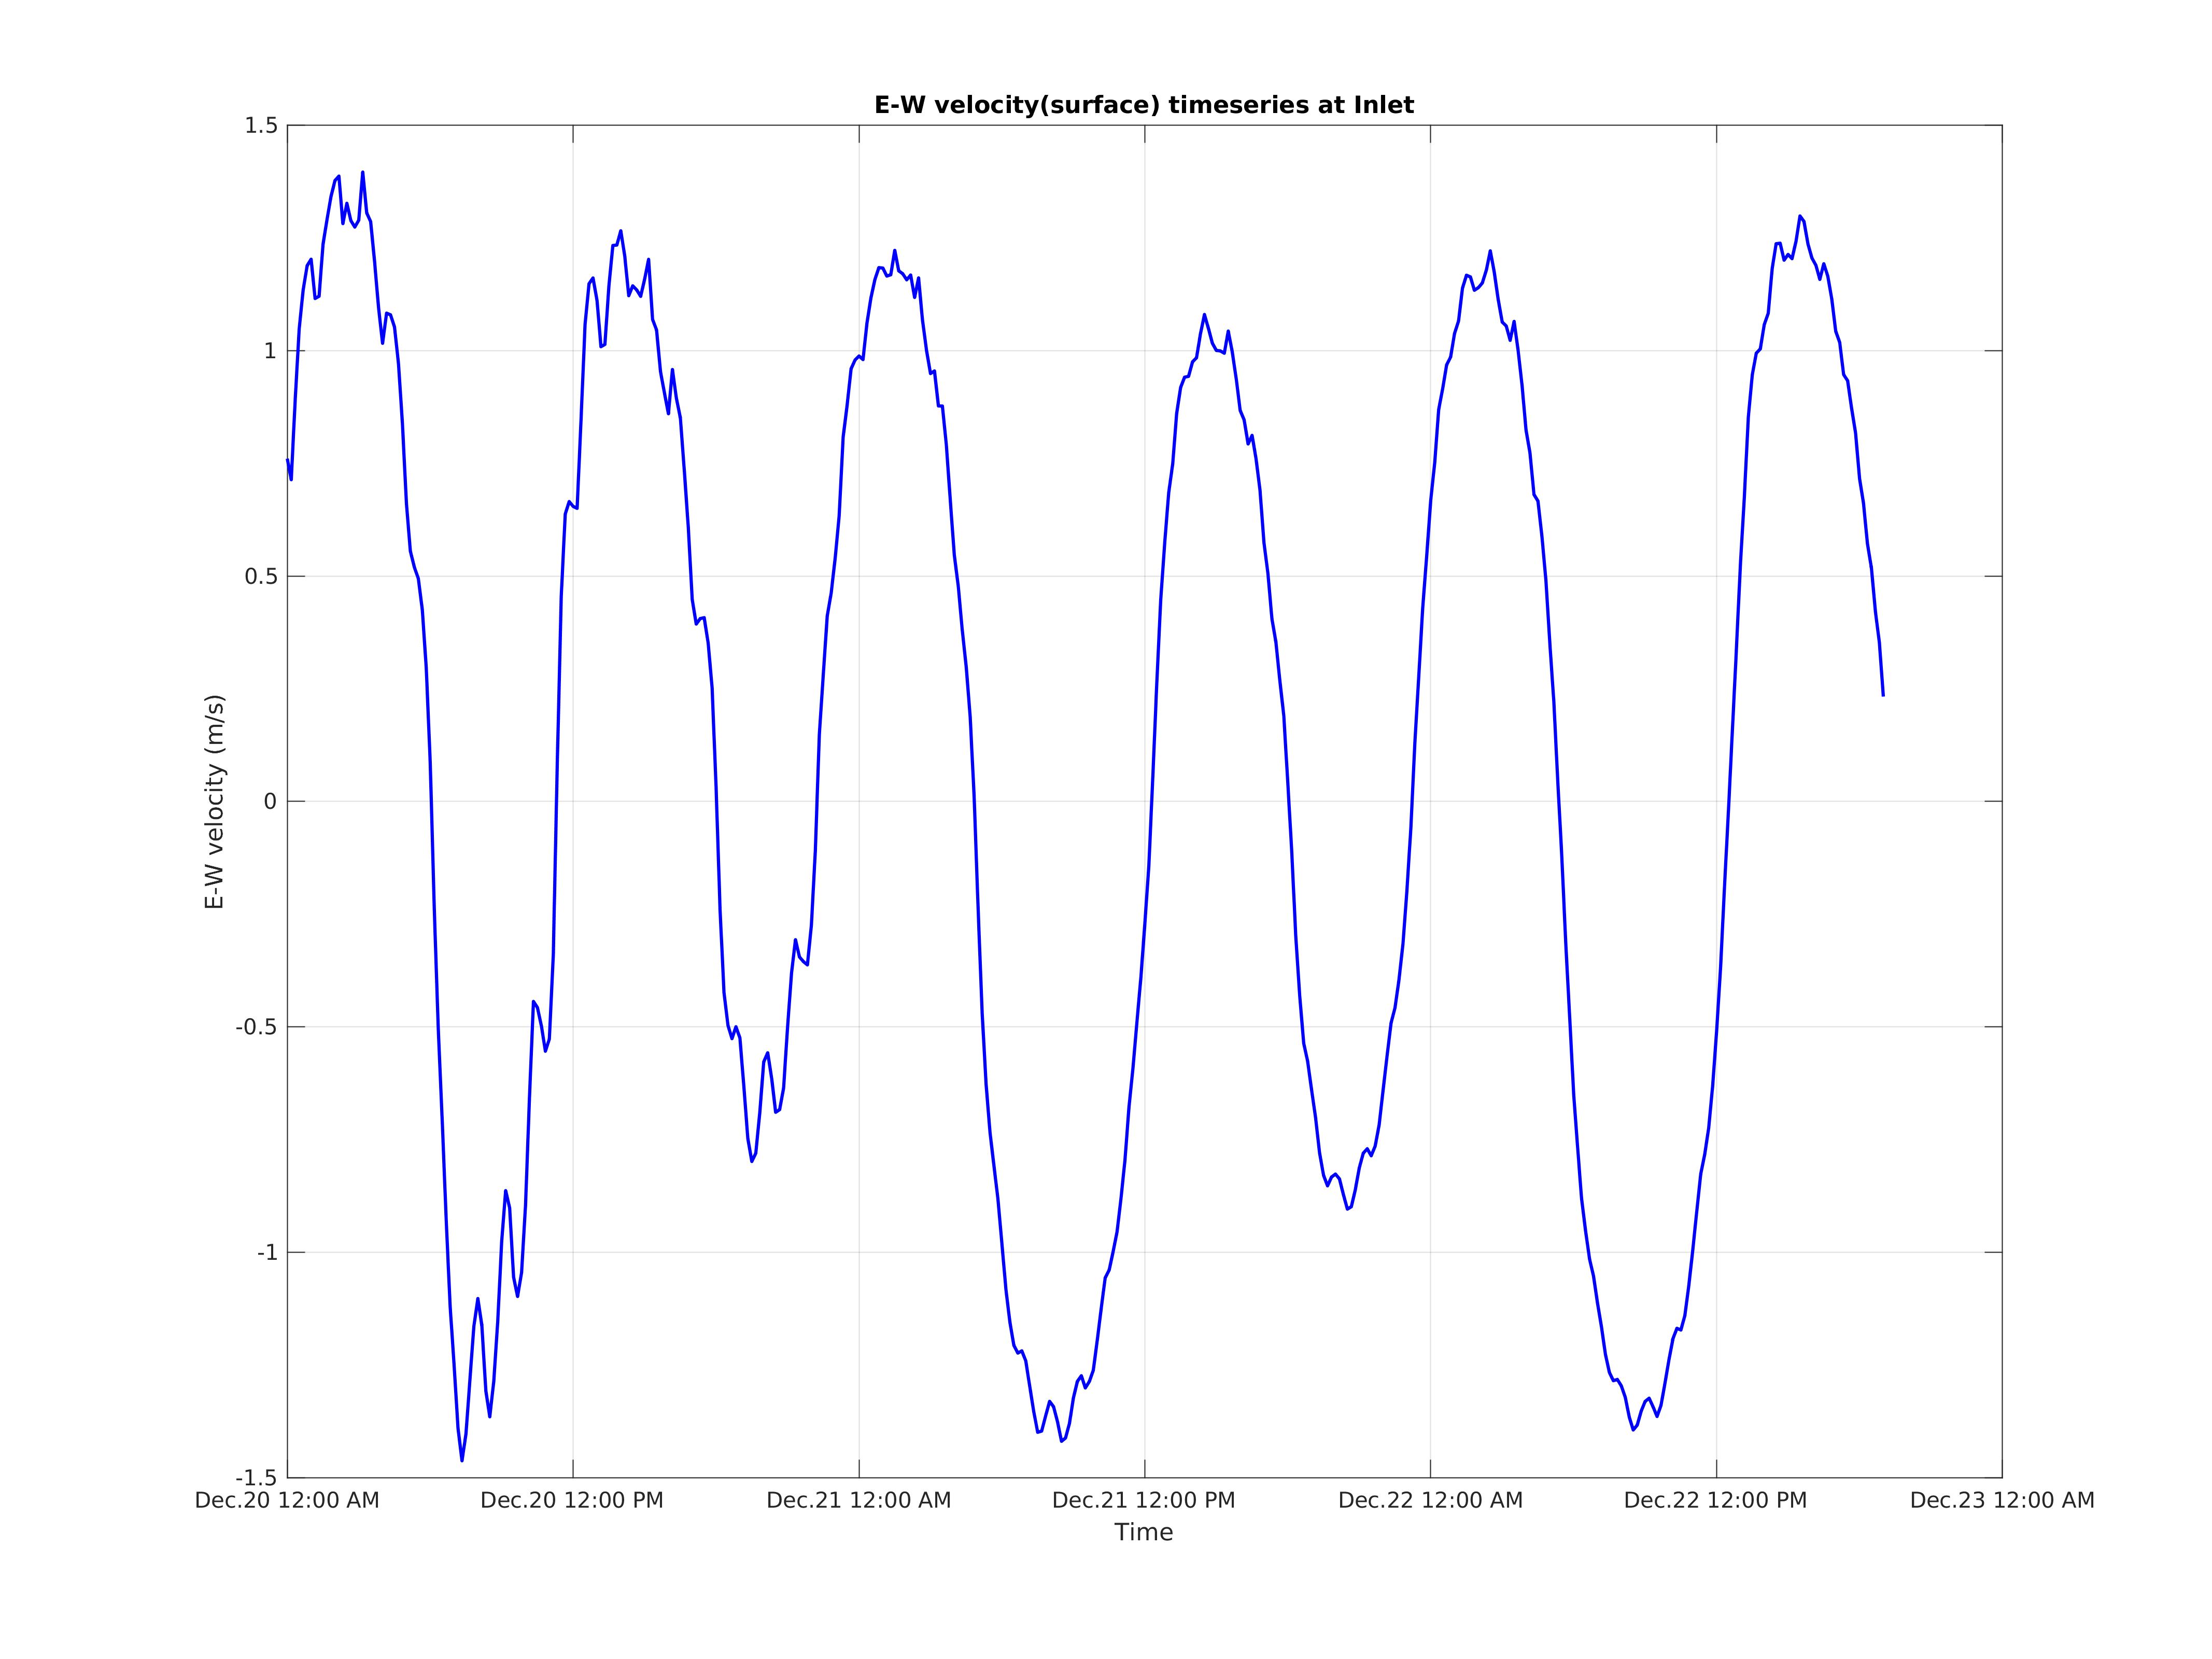 E-W velocity(surface) timeseries at Inlet
1.5
1
0.5
0
-0.5
-1
-1.5
E-W velocity (m/s)
Dec.20 12:00 AM
Dec.20 12:00 PM
Dec.21 12:00 AM
Dec.21 12:00 PM
Dec.22 12:00 AM
Dec.22 12:00 PM
Dec.23 12:00 AM
Time